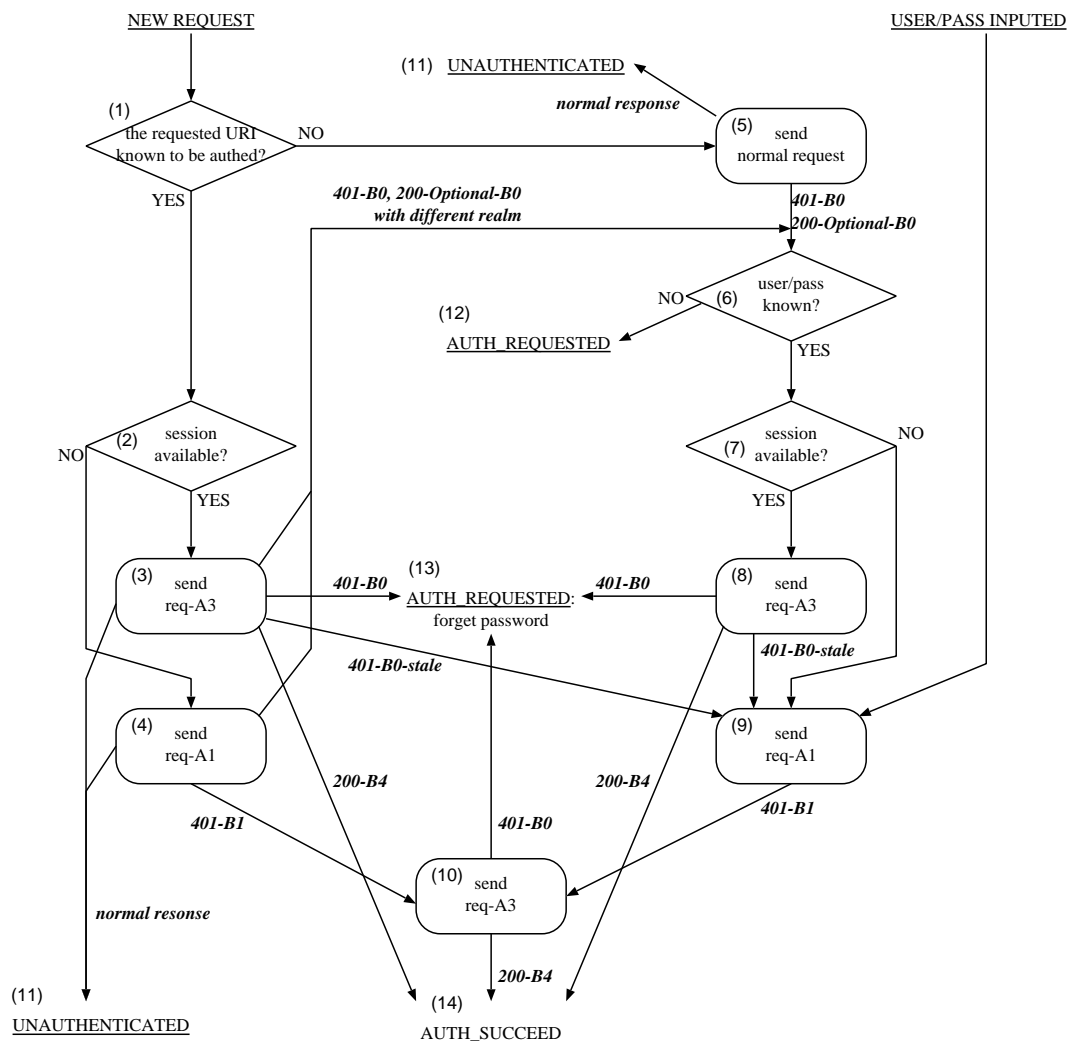 NEW REQUEST
USER/PASS INPUTED
(11) UNAUTHENTICATED
normal response
(1)
the requested URI
known to be authed?
NO
(5) send
normal request
YES
401-B0, 200-Optional-B0
with different realm
401-B0
200-Optional-B0
user/pass
known?
(6)
NO
(12)
AUTH_REQUESTED
YES
(2) session
available?
NO
YES
(7) session
available?
NO
YES
(3) send
req-A3
401-B0
(13)
AUTH_REQUESTED:
forget password
401-B0
(8) send
req-A3
401-B0-stale
401-B0-stale
(4) send
req-A1
(9) send
req-A1
200-B4
200-B4
401-B1
401-B0
401-B1
(10) send
req-A3
normal resonse
200-B4
(11)
UNAUTHENTICATED
(14)
AUTH_SUCCEED